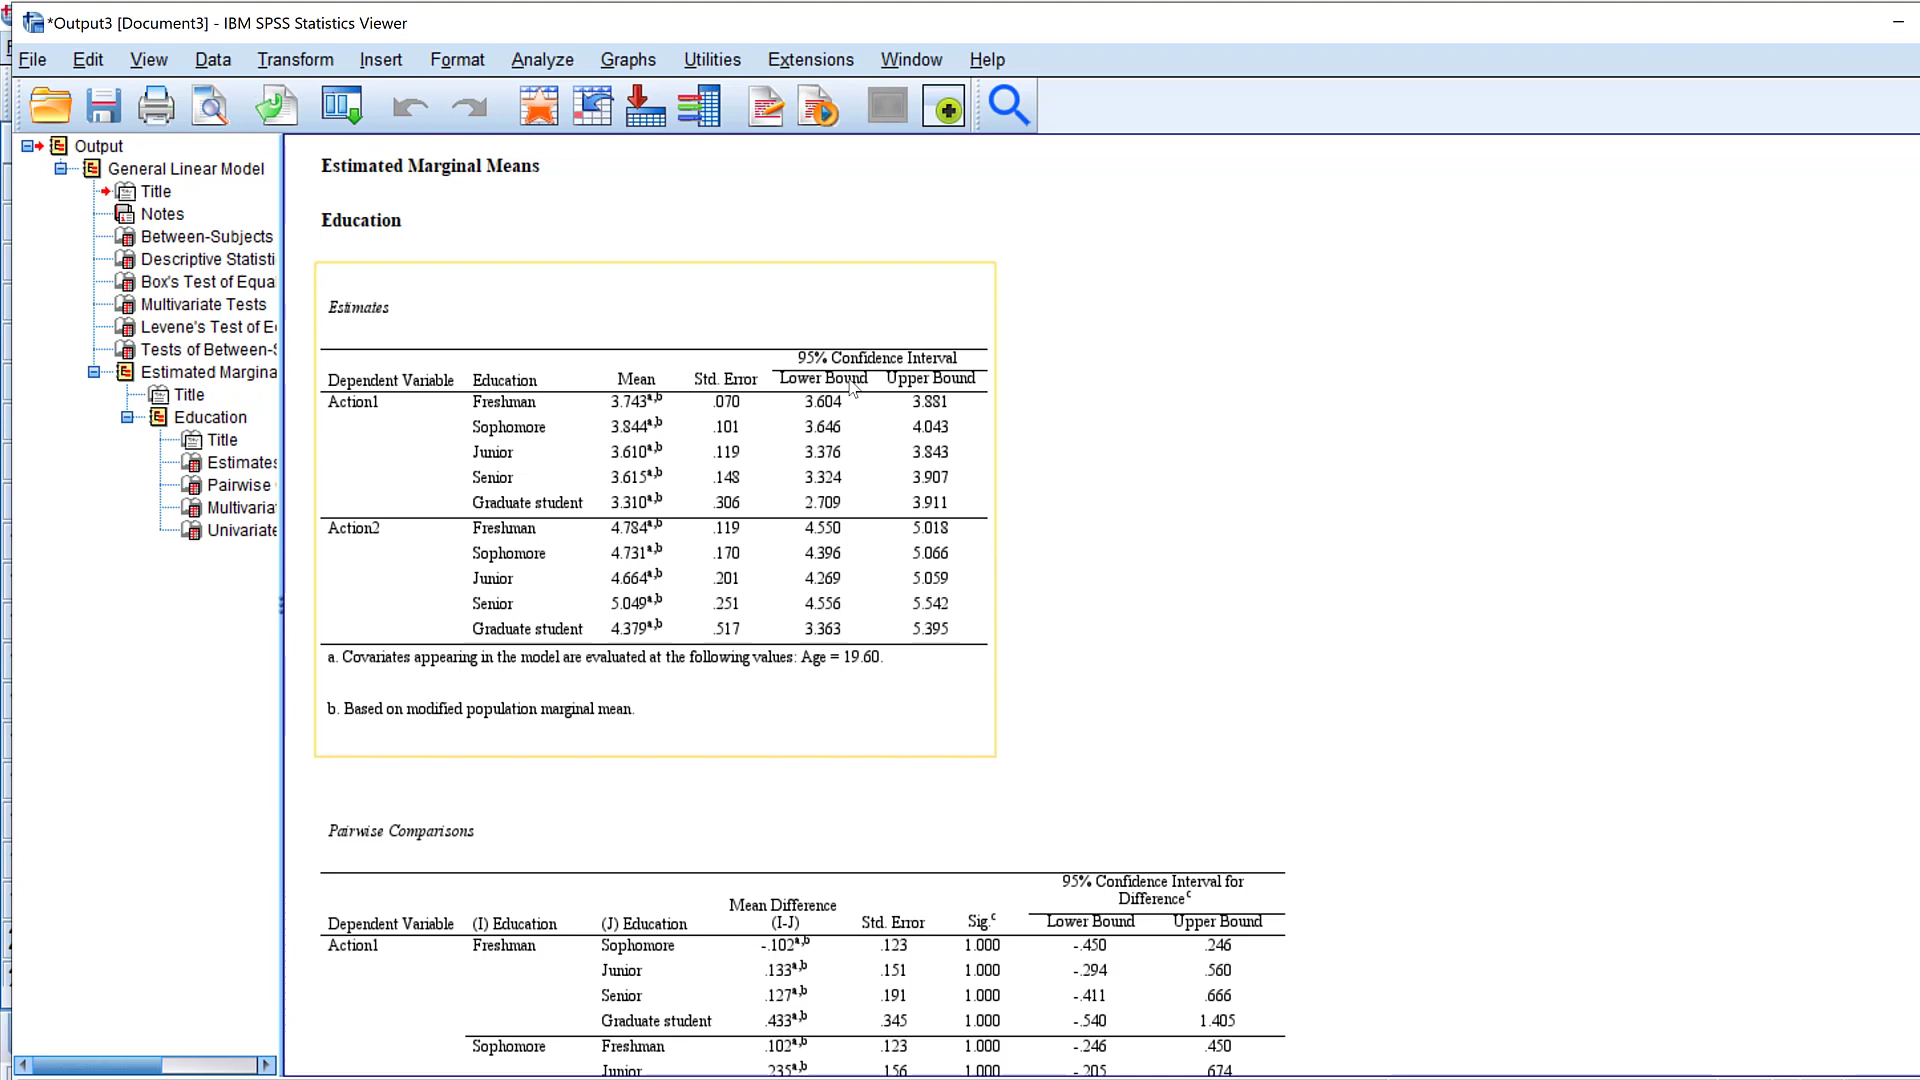 *Output3 [Document3] - IBM SPSS Statistics Viewer
File Edit View Data Transform Insert Format Analyze Graphs Utilities Extensions Window Help
Output
General Linear Model
Title
Notes
Between-Subjects
Descriptive Statisti
Box's Test of Equa
Multivariate Tests
Levene's Test of E
Tests of Between-S
Estimated Margina
Title
Education
Title
Estimates
Pairwise
Multivaria
Univariate
Estimated Marginal Means
Education
Estimates
95% Confidence Interval
Dependent Variable Education Mean Std. Error Lower Bound Upper Bound
Action1 Freshman 3.743a,b .070 3.604 3.881
Sophomore 3.844a,b .101 3.646 4.043
Junior 3.610a,b .119 3.376 3.843
Senior 3.615a,b .148 3.324 3.907
Graduate student 3.310a,b .306 2.709 3.911
Action2 Freshman 4.784a,b .119 4.550 5.018
Sophomore 4.731a,b .170 4.396 5.066
Junior 4.664a,b .201 4.269 5.059
Senior 5.049a,b .251 4.556 5.542
Graduate student 4.379a,b .517 3.363 5.395
a. Covariates appearing in the model are evaluated at the following values: Age = 19.60.
b. Based on modified population marginal mean.
Pairwise Comparisons
95% Confidence Interval for
Differencec
Mean Difference
Dependent Variable (I) Education (J) Education (I-J) Std. Error Sig.c Lower Bound Upper Bound
Action1 Freshman Sophomore -.102a,b .123 1.000 -.450 .246
Junior .133a,b .151 1.000 -.294 .560
Senior .127a,b .191 1.000 -.411 .666
Graduate student .433a,b .345 1.000 -.540 1.405
Sophomore Freshman .102a,b .123 1.000 -.246 .450
Junior .235a,b .156 1.000 -.205 .674